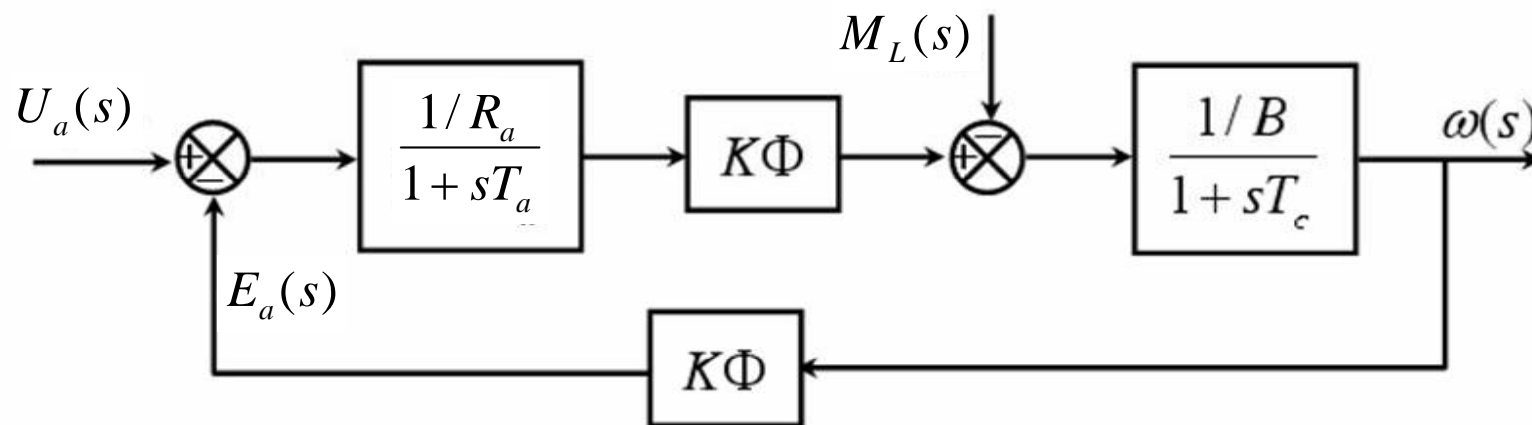 M_L(s)
U_a(s)
+
−
1/R_a
1+sT_a
KΦ
+
−
1/B
1+sT_c
ω(s)
E_a(s)
KΦ